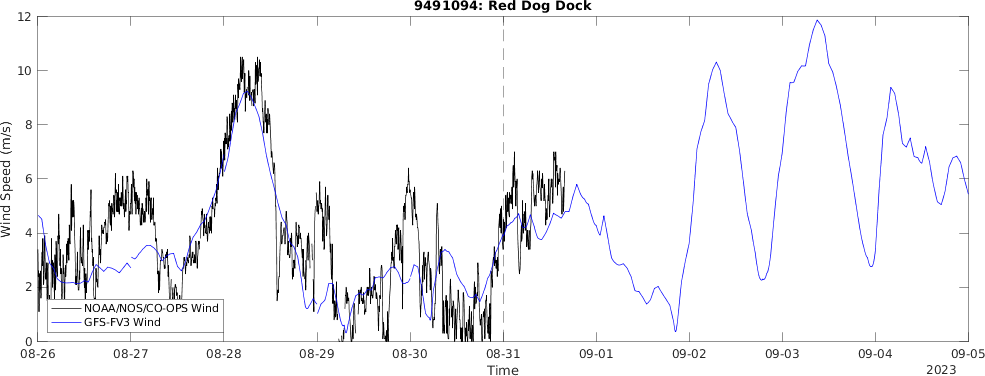 9491094: Red Dog Dock
12
10
8
6
4
2
0
Wind Speed (m/s)
NOAA/NOS/CO-OPS Wind
GFS-FV3 Wind
08-26 08-27 08-28 08-29 08-30 08-31 09-01 09-02 09-03 09-04 09-05
Time
2023